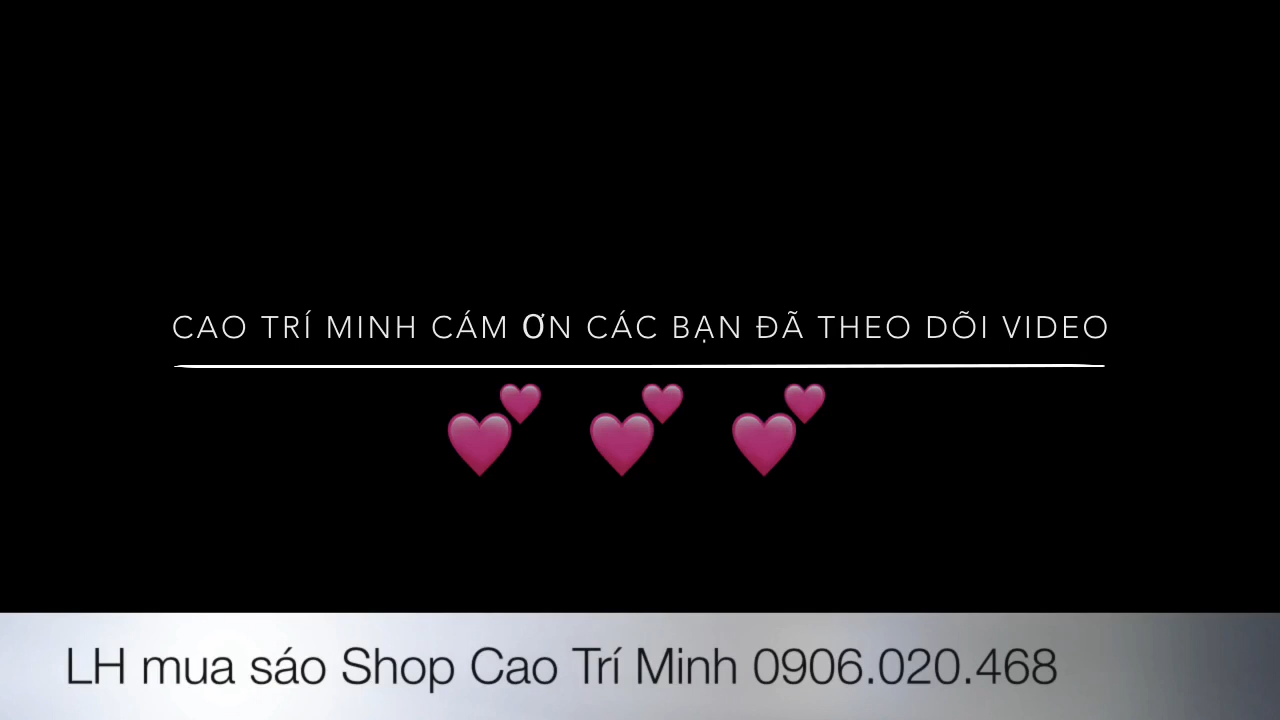 CAO TRÍ MINH CÁM ƠN CÁC BẠN ĐÃ THEO DÕI VIDEO
LH mua sáo Shop Cao Trí Minh 0906.020.468